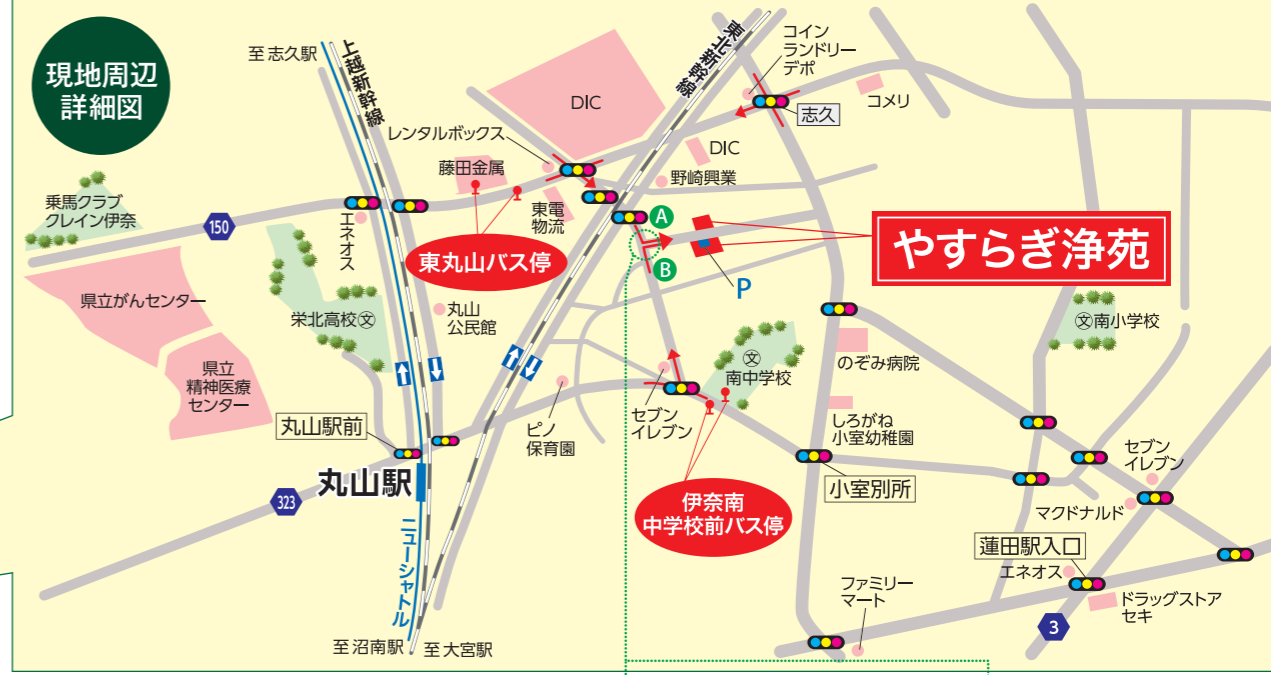 現地周辺
詳細図
至志久駅
上越新幹線
東北新幹線
コイン
ランドリー
デポ
志久
コメリ
DIC
DIC
レンタルボックス
藤田金属
東電
物流
野崎興業
乗馬クラブ
クレイン伊奈
150
エネオス
東丸山バス停
A
B
P
やすらぎ浄苑
県立がんセンター
県立
精神医療
センター
栄北高校文
丸山
公民館
文
南中学校
のぞみ病院
文南小学校
丸山駅前
丸山駅
ピノ
保育園
セブン
イレブン
しろがね
小室幼稚園
小室別所
伊奈南
中学校前バス停
セブン
イレブン
マクドナルド
323
ニューシャトル
蓮田駅入口
エネオス
ドラッグストア
セキ
3
ファミリー
マート
至沼南駅
至大宮駅